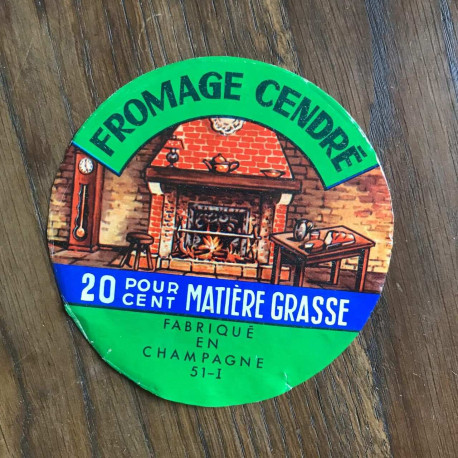 FROMAGE CENDRÉ
20 POUR CENT MATIÈRE GRASSE
FABRIQUÉ
EN
CHAMPAGNE
51-I